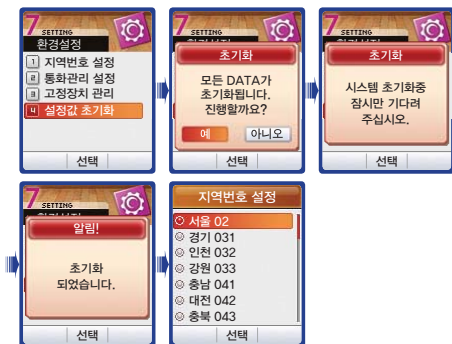 7 SETTING
환경설정
1 지역번호 설정
2 통화관리 설정
3 고정장치 관리
4 설정값 초기화
선택
7 SETTING
초기화
모든 DATA가
초기화됩니다.
진행할까요?
예 아니오
선택
7 SETTING
초기화
시스템 초기화중
잠시만 기다려
주십시오.
선택
7 SETTING
알림!
초기화
되었습니다.
선택
지역번호 설정
서울 02
경기 031
인천 032
강원 033
충남 041
대전 042
충북 043
선택